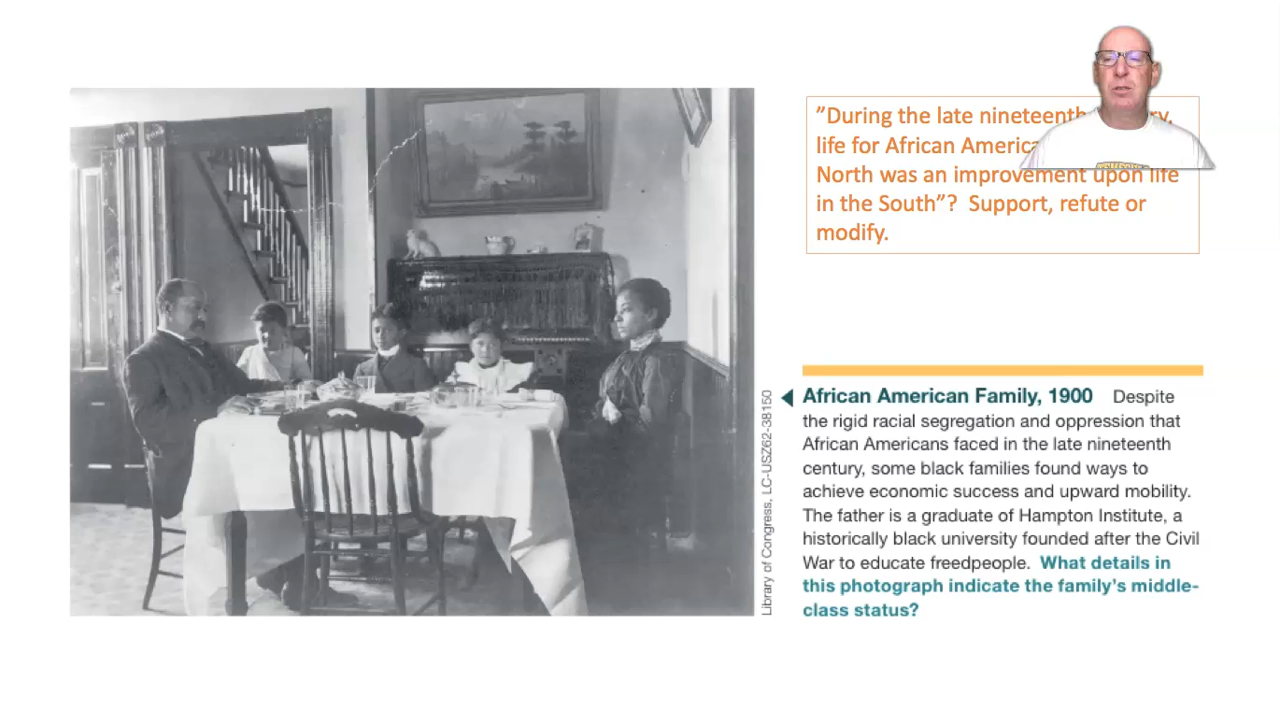 ”During the late nineteenth
life for African
North was an improvement upon life
in the South”?  Support, refute or
modify.
African American Family, 1900 Despite
the rigid racial segregation and oppression that
African Americans faced in the late nineteenth
century, some black families found ways to
achieve economic success and upward mobility.
The father is a graduate of Hampton Institute, a
historically black university founded after the Civil
War to educate freedpeople. What details in
this photograph indicate the family's middle-
class status?
Library of Congress, LC-USZ62-38150